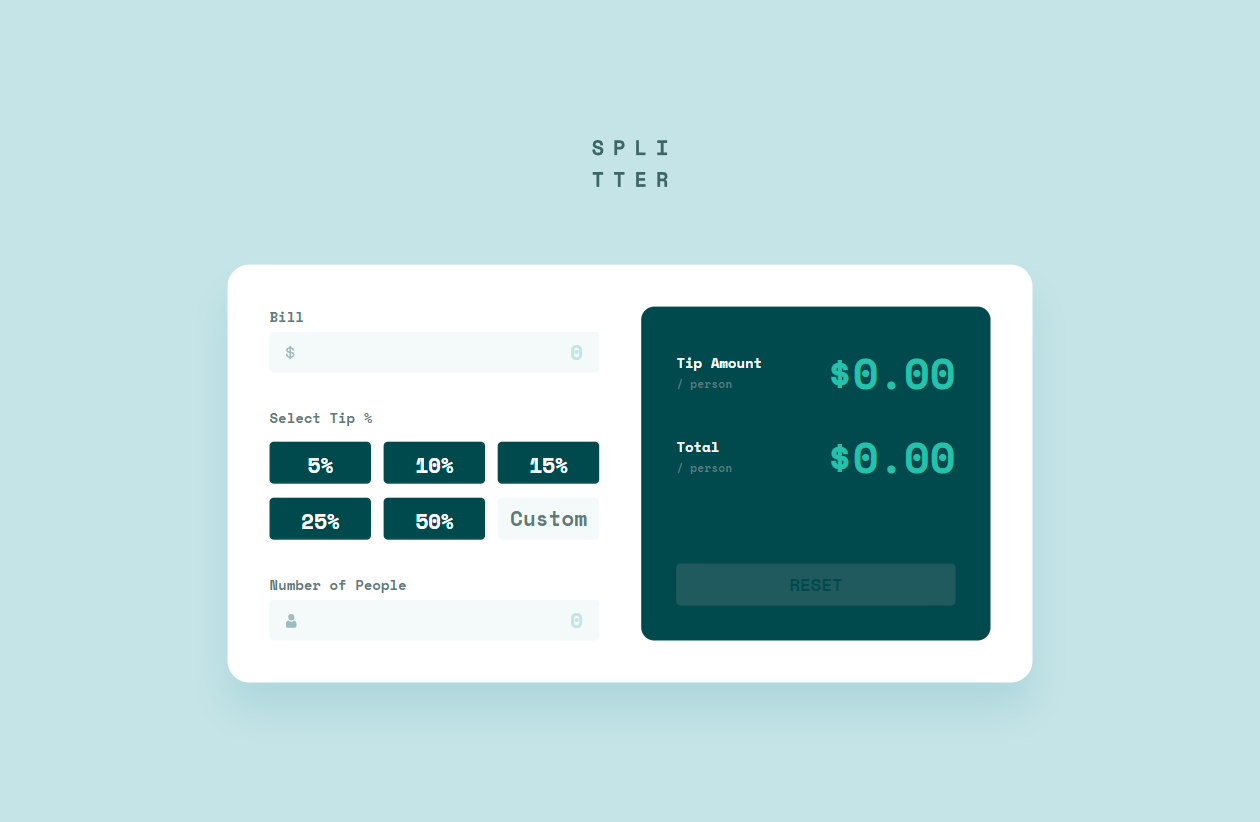 SPLI
TTER
Bill
$ 0
Select Tip %
5% 10% 15%
25% 50% Custom
Number of People
0
Tip Amount
/ person
$0.00
Total
/ person
$0.00
RESET